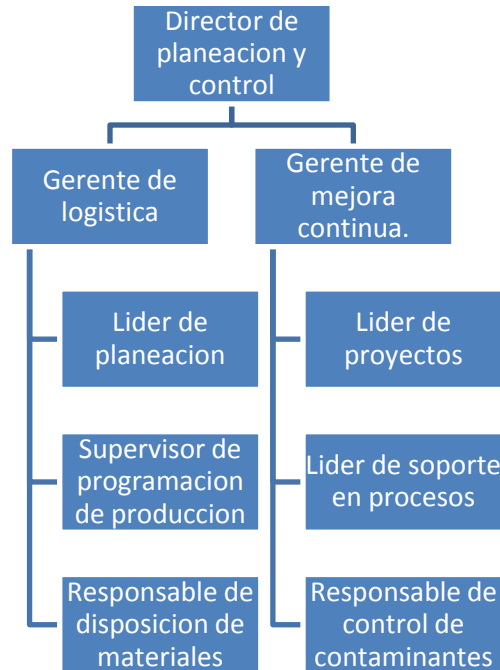 Director de
planeacion y
control
Gerente de
logistica
Gerente de
mejora
continua.
Lider de
planeacion
Lider de
proyectos
Supervisor de
programacion
de produccion
Lider de soporte
en procesos
Responsable de
disposicion de
materiales
Responsable de
control de
contaminantes